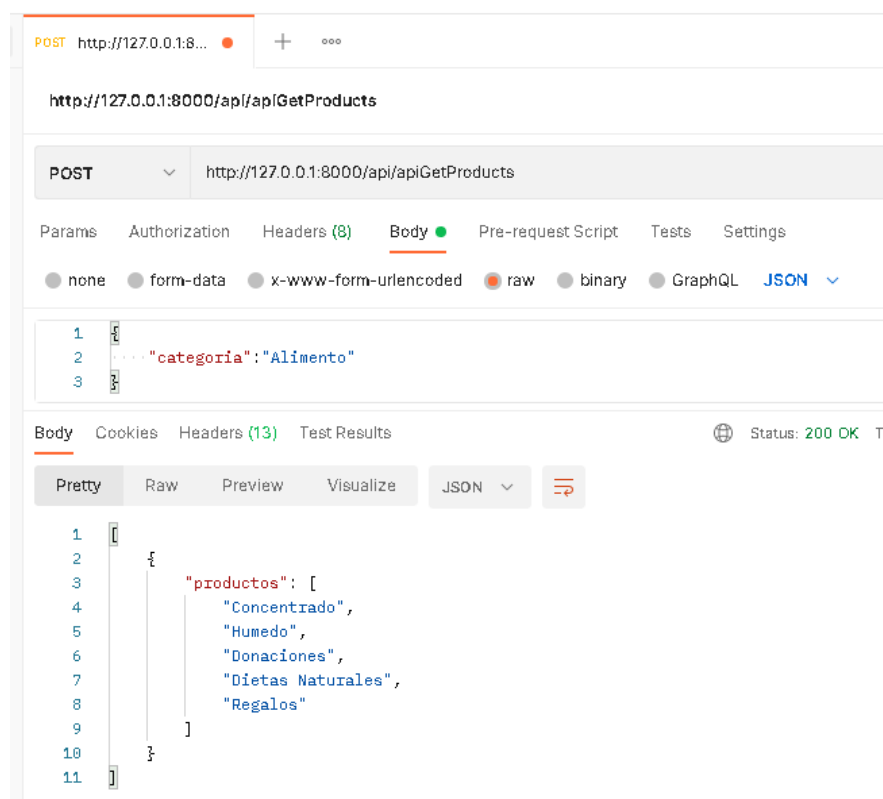 POST http://127.0.0.1:8... + ooo
http://127.0.0.1:8000/api/apiGetProducts
POST http://127.0.0.1:8000/api/apiGetProducts
Params Authorization Headers (8) Body Pre-request Script Tests Settings
none form-data x-www-form-urlencoded raw binary GraphQL JSON
1 {
2 ····"categoria":"Alimento"
3 }
Body Cookies Headers (13) Test Results Status: 200 OK T
Pretty Raw Preview Visualize JSON
1 [
2 {
3 "productos": [
4 "Concentrado",
5 "Humedo",
6 "Donaciones",
7 "Dietas Naturales",
8 "Regalos"
9 ]
10 }
11 ]